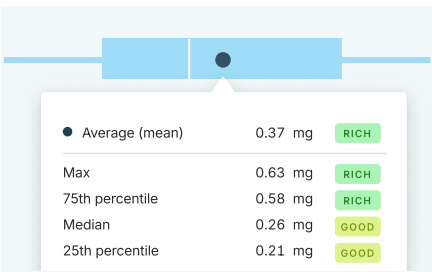 Average (mean) 0.37 mg RICH
Max 0.63 mg RICH
75th percentile 0.58 mg RICH
Median 0.26 mg GOOD
25th percentile 0.21 mg GOOD